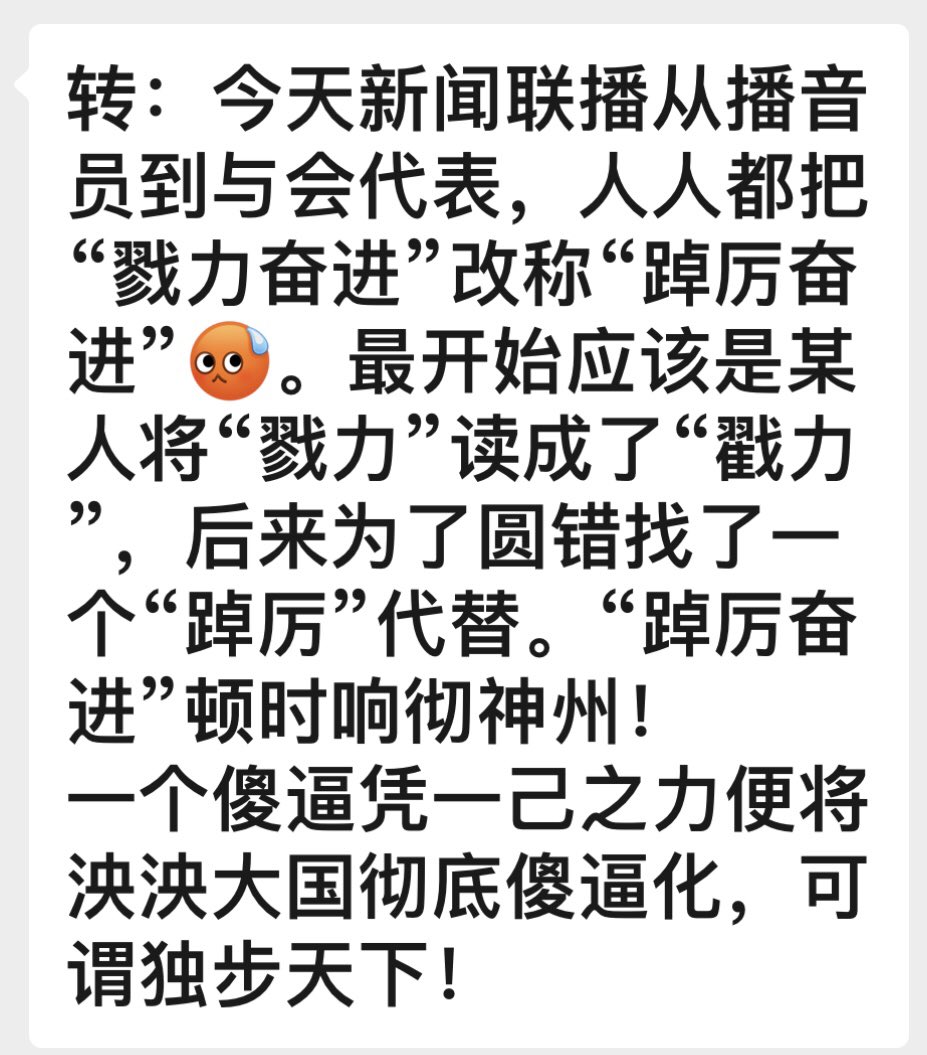 转：今天新闻联播从播音
员到与会代表，人人都把
“戮力奋进”改称“踔厉奋
进”🥵。最开始应该是某
人将“戮力”读成了“戳力
”，后来为了圆错找了一
个“踔厉”代替。“踔厉奋
进”顿时响彻神州！
一个傻逼凭一己之力便将
泱泱大国彻底傻逼化，可
谓独步天下！